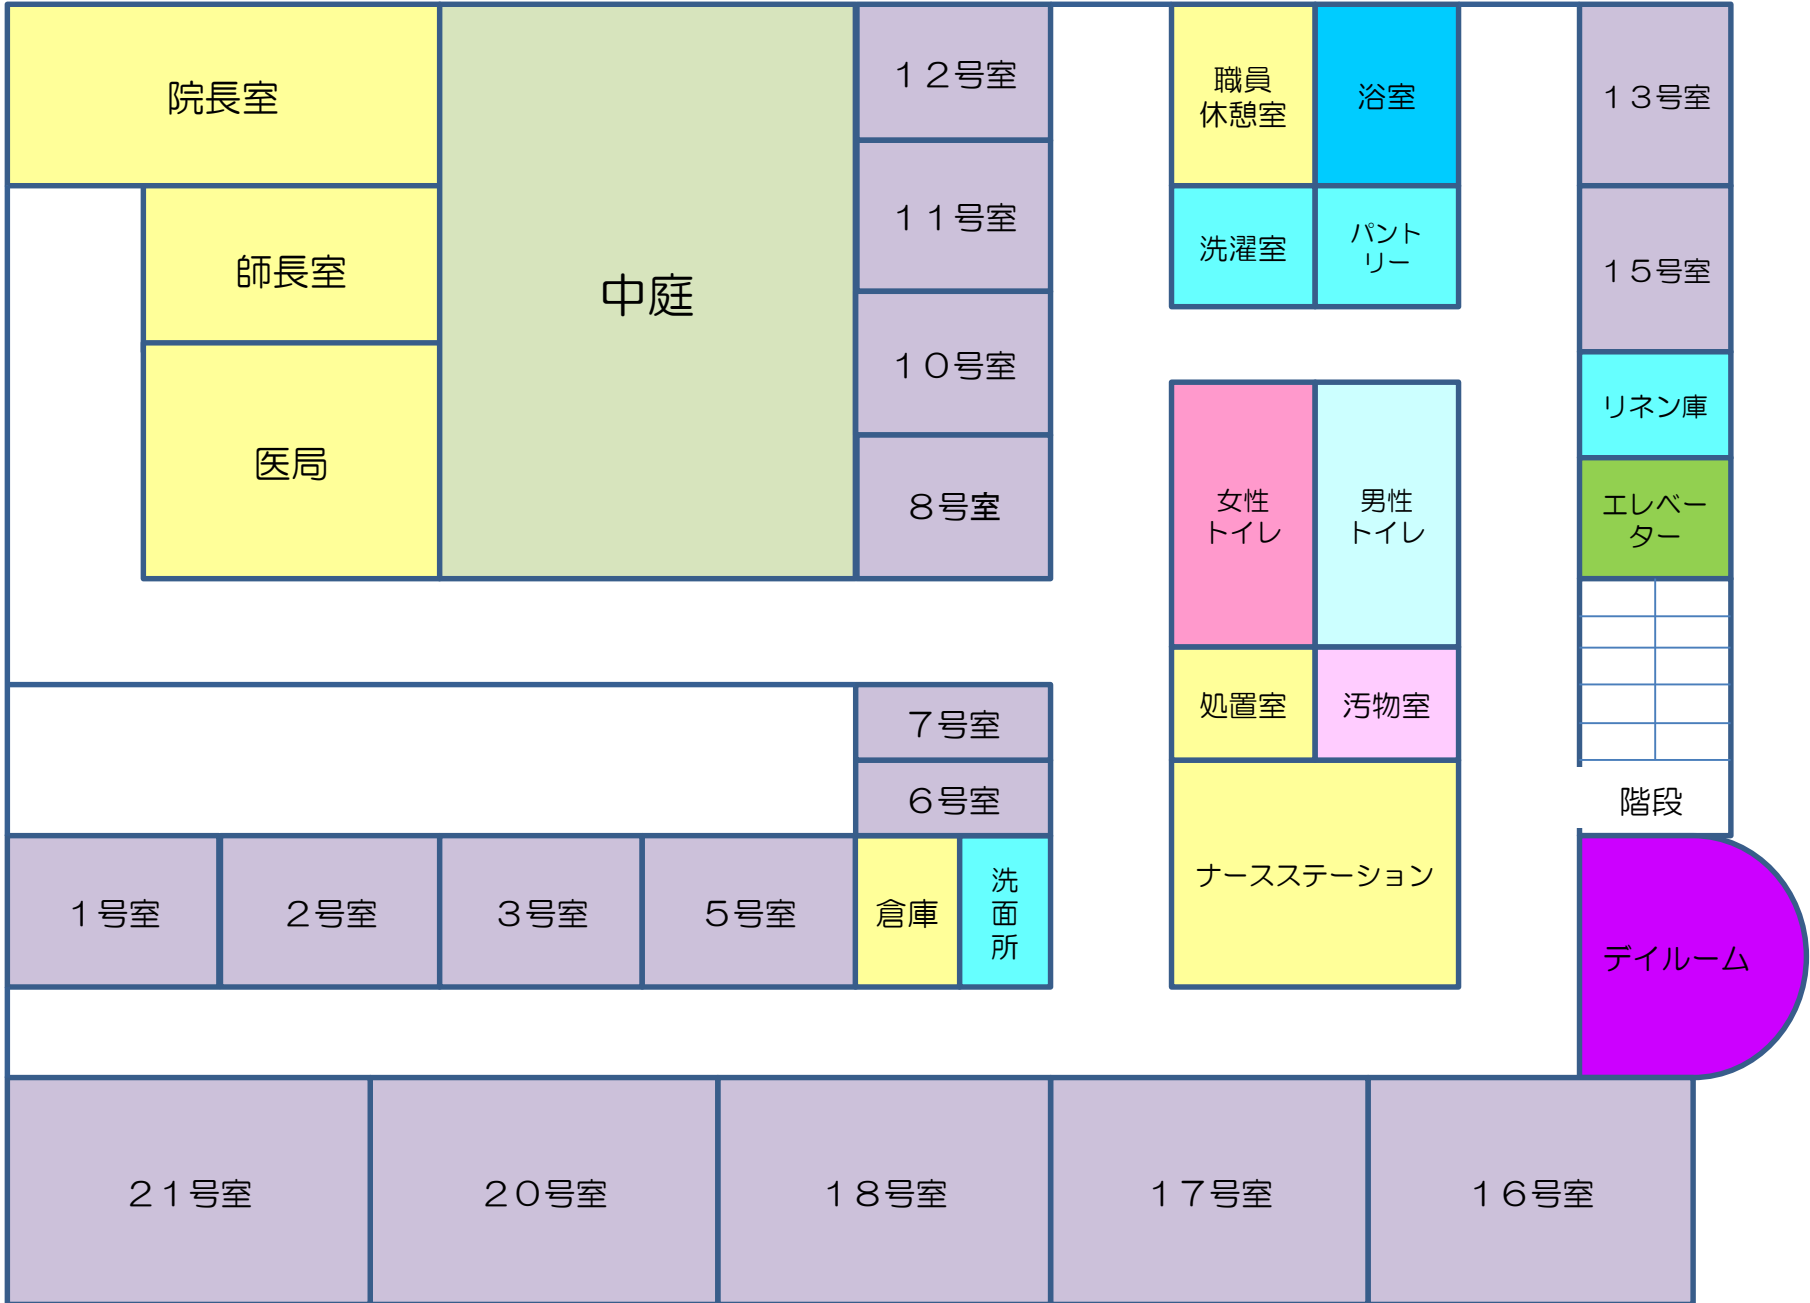 院長室
師長室
医局
中庭
１２号室
１１号室
１０号室
８号室
７号室
６号室
１号室
２号室
３号室
５号室
倉庫
洗
面
所
職員
休憩室
浴室
洗濯室
パント
リー
女性
トイレ
男性
トイレ
処置室
汚物室
ナースステーション
１３号室
１５号室
リネン庫
エレベー
ター
階段
デイルーム
２１号室
２０号室
１８号室
１７号室
１６号室